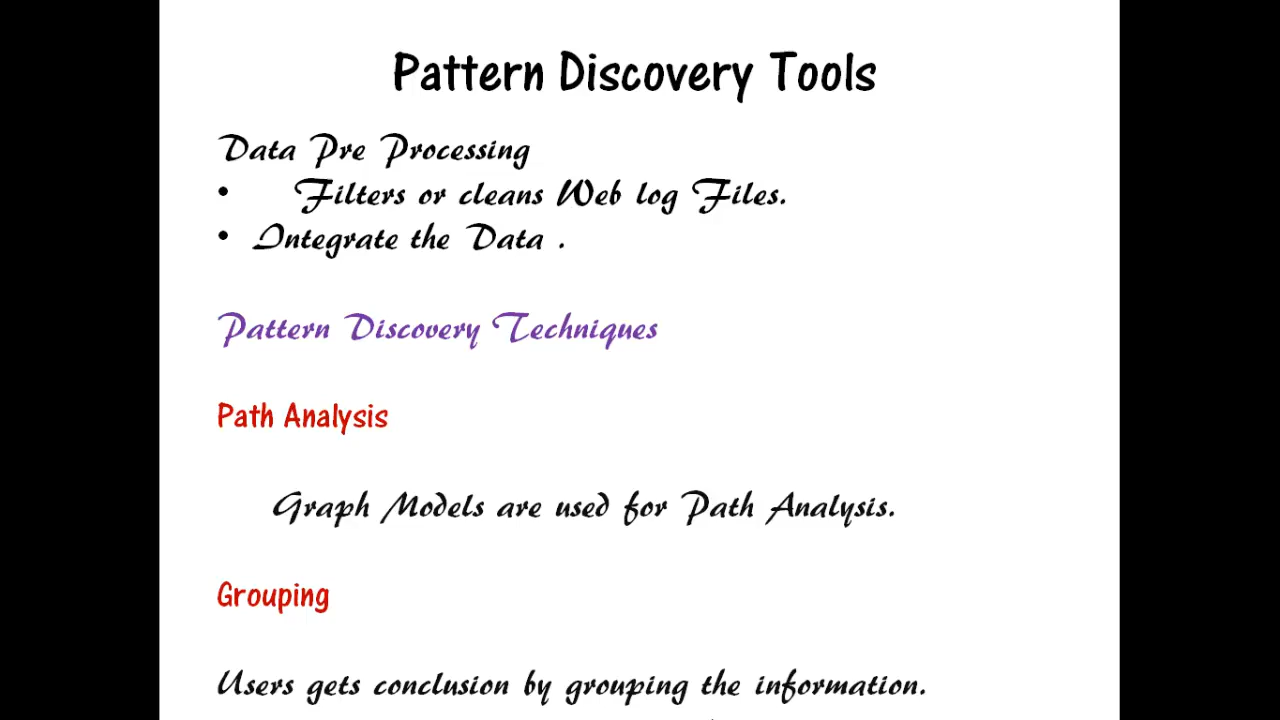 Pattern Discovery Tools
Data Pre Processing
• Filters or cleans Web log Files.
• Integrate the Data .
Pattern Discovery Techniques
Path Analysis
Graph Models are used for Path Analysis.
Grouping
Users gets conclusion by grouping the information.